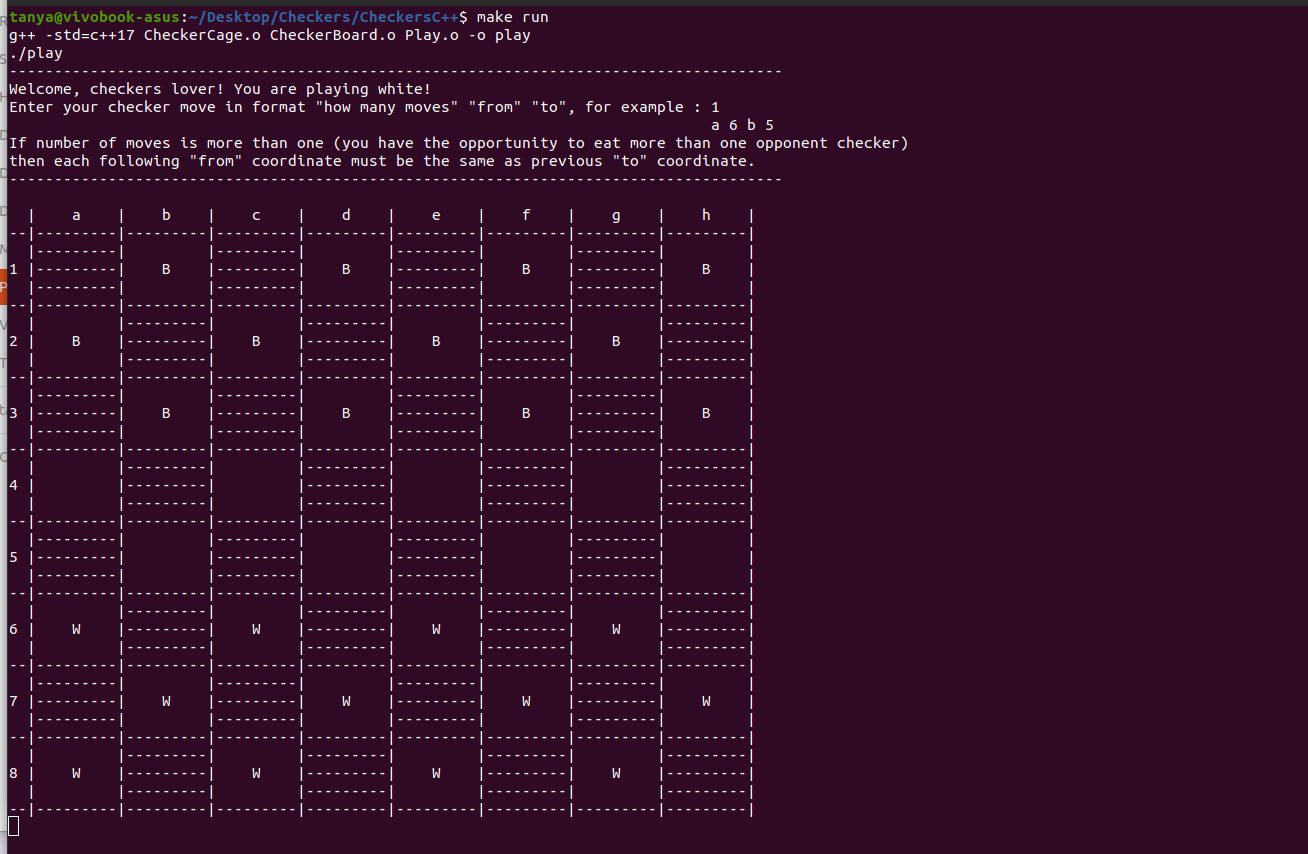 tanya@vivobook-asus:~/Desktop/Checkers/CheckersC++$ make run
g++ -std=c++17 CheckerCage.o CheckerBoard.o Play.o -o play
./play
-------------------------------------------------------------------------------------
Welcome, checkers lover! You are playing white!
Enter your checker move in format "how many moves" "from" "to", for example : 1
a 6 b 5
If number of moves is more than one (you have the opportunity to eat more than one opponent checker)
then each following "from" coordinate must be the same as previous "to" coordinate.
-------------------------------------------------------------------------------------
  |    a    |    b    |    c    |    d    |    e    |    f    |    g    |    h    |
--|---------|---------|---------|---------|---------|---------|---------|---------|
  |---------|         |---------|         |---------|         |---------|         |
1 |---------|    B    |---------|    B    |---------|    B    |---------|    B    |
  |---------|         |---------|         |---------|         |---------|         |
--|---------|---------|---------|---------|---------|---------|---------|---------|
  |         |---------|         |---------|         |---------|         |---------|
2 |    B    |---------|    B    |---------|    B    |---------|    B    |---------|
  |         |---------|         |---------|         |---------|         |---------|
--|---------|---------|---------|---------|---------|---------|---------|---------|
  |---------|         |---------|         |---------|         |---------|         |
3 |---------|    B    |---------|    B    |---------|    B    |---------|    B    |
  |---------|         |---------|         |---------|         |---------|         |
--|---------|---------|---------|---------|---------|---------|---------|---------|
  |         |---------|         |---------|         |---------|         |---------|
4 |         |---------|         |---------|         |---------|         |---------|
  |         |---------|         |---------|         |---------|         |---------|
--|---------|---------|---------|---------|---------|---------|---------|---------|
  |---------|         |---------|         |---------|         |---------|         |
5 |---------|         |---------|         |---------|         |---------|         |
  |---------|         |---------|         |---------|         |---------|         |
--|---------|---------|---------|---------|---------|---------|---------|---------|
  |         |---------|         |---------|         |---------|         |---------|
6 |    W    |---------|    W    |---------|    W    |---------|    W    |---------|
  |         |---------|         |---------|         |---------|         |---------|
--|---------|---------|---------|---------|---------|---------|---------|---------|
  |---------|         |---------|         |---------|         |---------|         |
7 |---------|    W    |---------|    W    |---------|    W    |---------|    W    |
  |---------|         |---------|         |---------|         |---------|         |
--|---------|---------|---------|---------|---------|---------|---------|---------|
  |         |---------|         |---------|         |---------|         |---------|
8 |    W    |---------|    W    |---------|    W    |---------|    W    |---------|
  |         |---------|         |---------|         |---------|         |---------|
--|---------|---------|---------|---------|---------|---------|---------|---------|